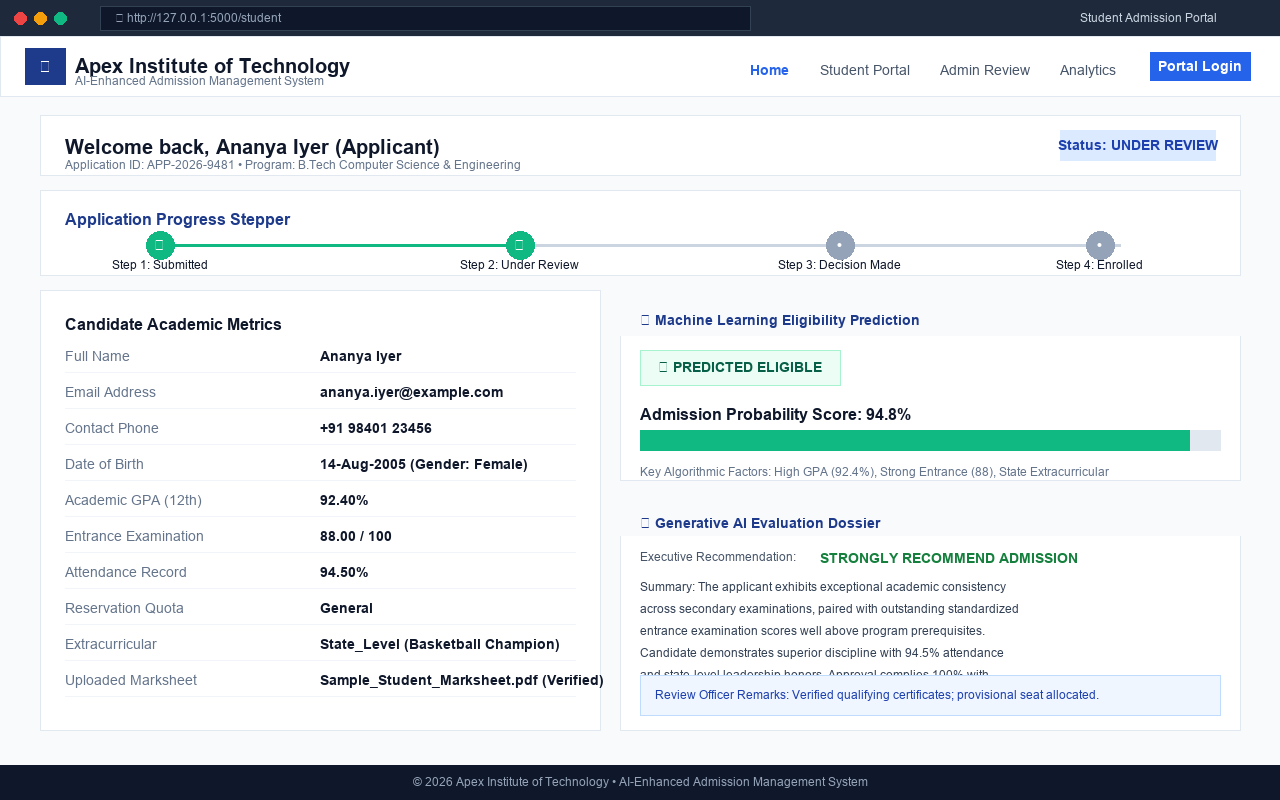 http://127.0.0.1:5000/student
Student Admission Portal
Apex Institute of Technology
AI-Enhanced Admission Management System
Home
Student Portal
Admin Review
Analytics
Portal Login
Welcome back, Ananya Iyer (Applicant)
Application ID: APP-2026-9481 • Program: B.Tech Computer Science & Engineering
Status: UNDER REVIEW
Application Progress Stepper
Step 1: Submitted
Step 2: Under Review
Step 3: Decision Made
Step 4: Enrolled
Candidate Academic Metrics
Full Name Ananya Iyer
Email Address ananya.iyer@example.com
Contact Phone +91 98401 23456
Date of Birth 14-Aug-2005 (Gender: Female)
Academic GPA (12th) 92.40%
Entrance Examination 88.00 / 100
Attendance Record 94.50%
Reservation Quota General
Extracurricular State_Level (Basketball Champion)
Uploaded Marksheet Sample_Student_Marksheet.pdf (Verified)
Machine Learning Eligibility Prediction
PREDICTED ELIGIBLE
Admission Probability Score: 94.8%
Key Algorithmic Factors: High GPA (92.4%), Strong Entrance (88), State Extracurricular
Generative AI Evaluation Dossier
Executive Recommendation: STRONGLY RECOMMEND ADMISSION
Summary: The applicant exhibits exceptional academic consistency
across secondary examinations, paired with outstanding standardized
entrance examination scores well above program prerequisites.
Candidate demonstrates superior discipline with 94.5% attendance
and state-level leadership honors. Approval complies 100% with
Review Officer Remarks: Verified qualifying certificates; provisional seat allocated.
© 2026 Apex Institute of Technology • AI-Enhanced Admission Management System